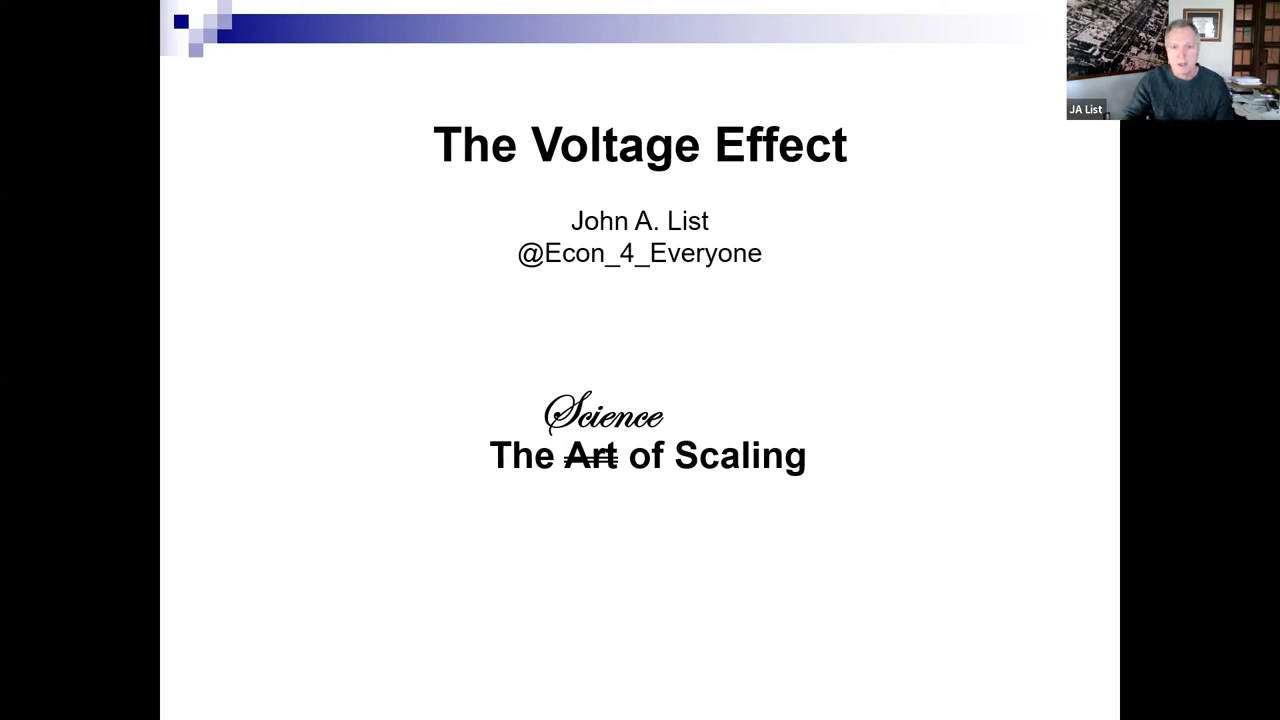 The Voltage Effect
John A. List
@Econ_4_Everyone
Science
The Art of Scaling
JA List